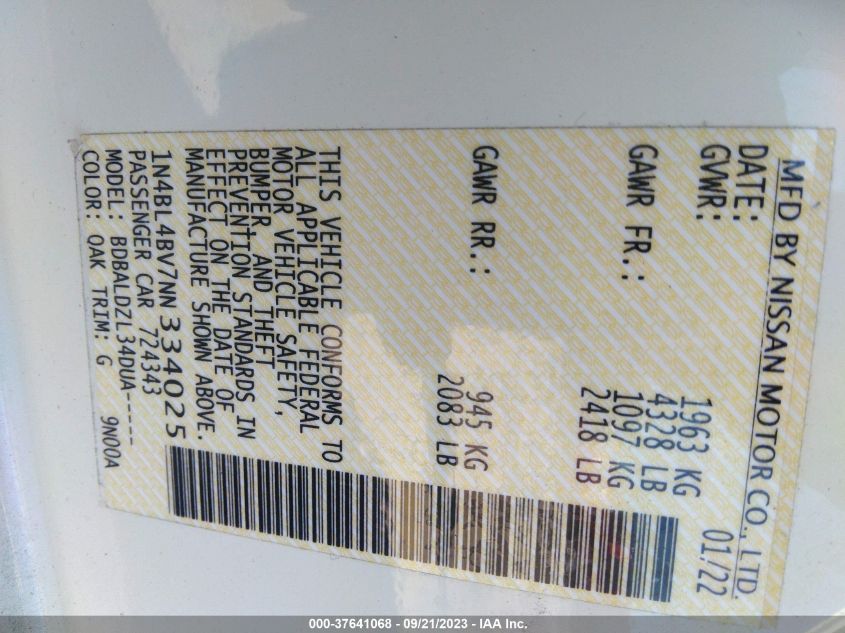 MFD BY NISSAN MOTOR CO., LTD.
DATE: 01/22
GVWR: 1963 KG
4328 LB
GAWR FR.: 1097 KG
2418 LB
GAWR RR.: 945 KG
2083 LB
THIS VEHICLE CONFORMS TO
ALL APPLICABLE FEDERAL
MOTOR VEHICLE SAFETY,
BUMPER AND THEFT
PREVENTION STANDARDS IN
EFFECT ON THE DATE OF
MANUFACTURE SHOWN ABOVE.
1N4BL4BV7NN334025
PASSENGER CAR 724343
MODEL: BDBALDZL34DUA-----
COLOR: QAK TRIM: G 9N00A
000-37641068 - 09/21/2023 - IAA Inc.